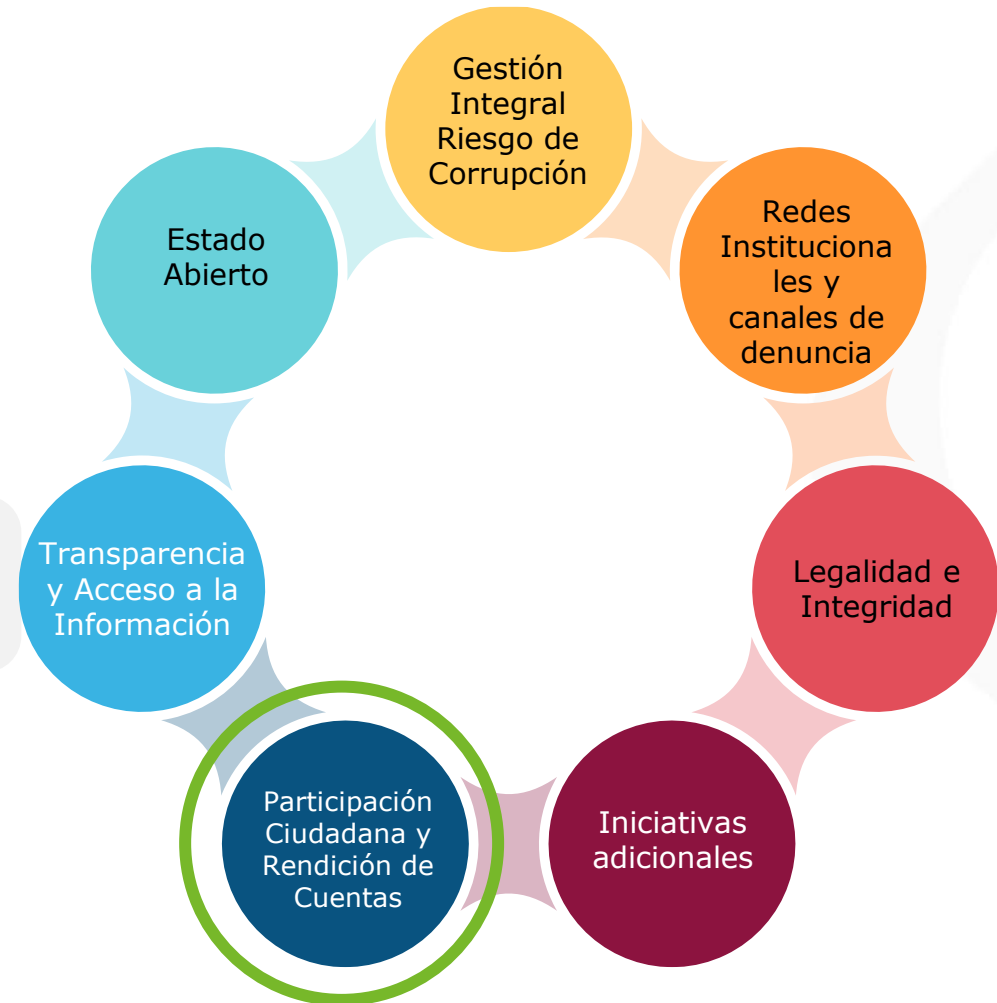 Gestión
Integral
Riesgo de
Corrupción
Redes
Instituciona
les y
canales de
denuncia
Legalidad e
Integridad
Iniciativas
adicionales
Participación
Ciudadana y
Rendición de
Cuentas
Transparencia
y Acceso a la
Información
Estado
Abierto